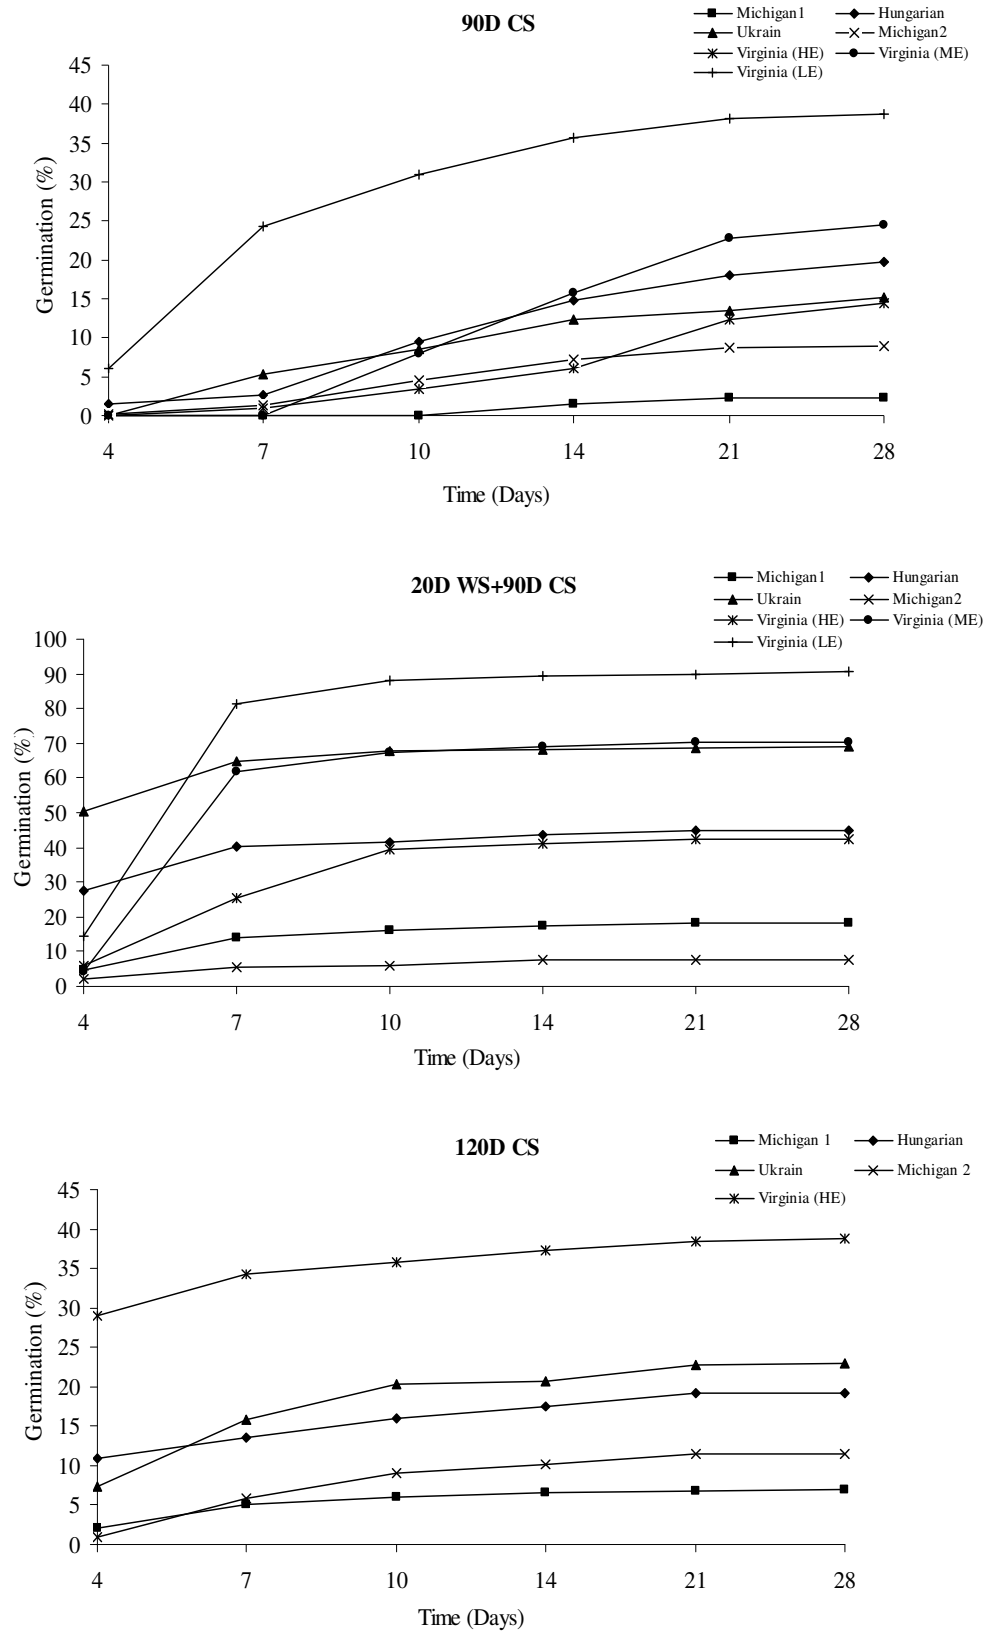 90D CS
Michigan1 Hungarian
Ukrain Michigan2
Virginia (HE) Virginia (ME)
Virginia (LE)
45
40
35
30
25
20
15
10
5
0
Germination (%)
4 7 10 14 21 28
Time (Days)
20D WS+90D CS
Michigan1 Hungarian
Ukrain Michigan2
Virginia (HE) Virginia (ME)
Virginia (LE)
100
90
80
70
60
50
40
30
20
10
0
Germination (%)
4 7 10 14 21 28
Time (Days)
120D CS
Michigan 1 Hungarian
Ukrain Michigan 2
Virginia (HE)
45
40
35
30
25
20
15
10
5
0
Germination (%)
4 7 10 14 21 28
Time (Days)